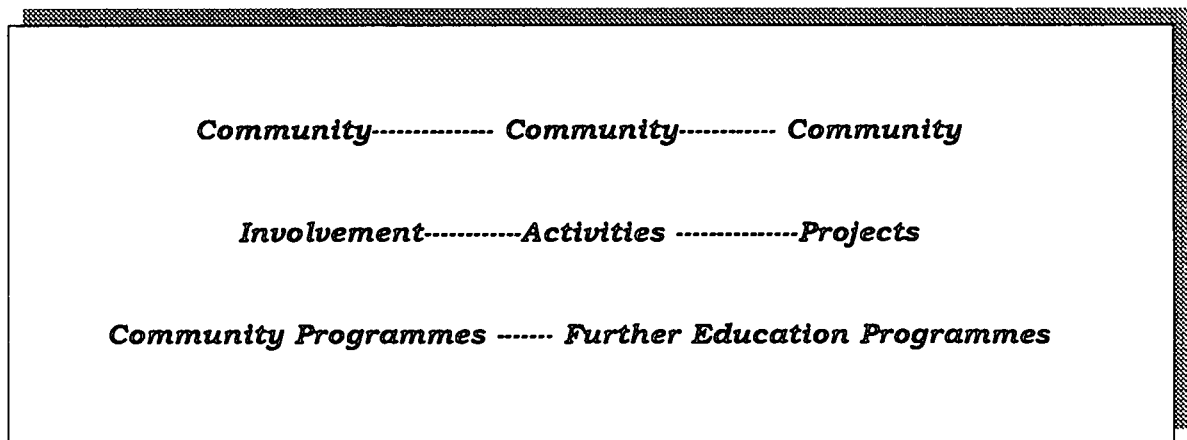 Community--------------- Community------------ Community
Involvement------------Activities ---------------Projects
Community Programmes ------- Further Education Programmes